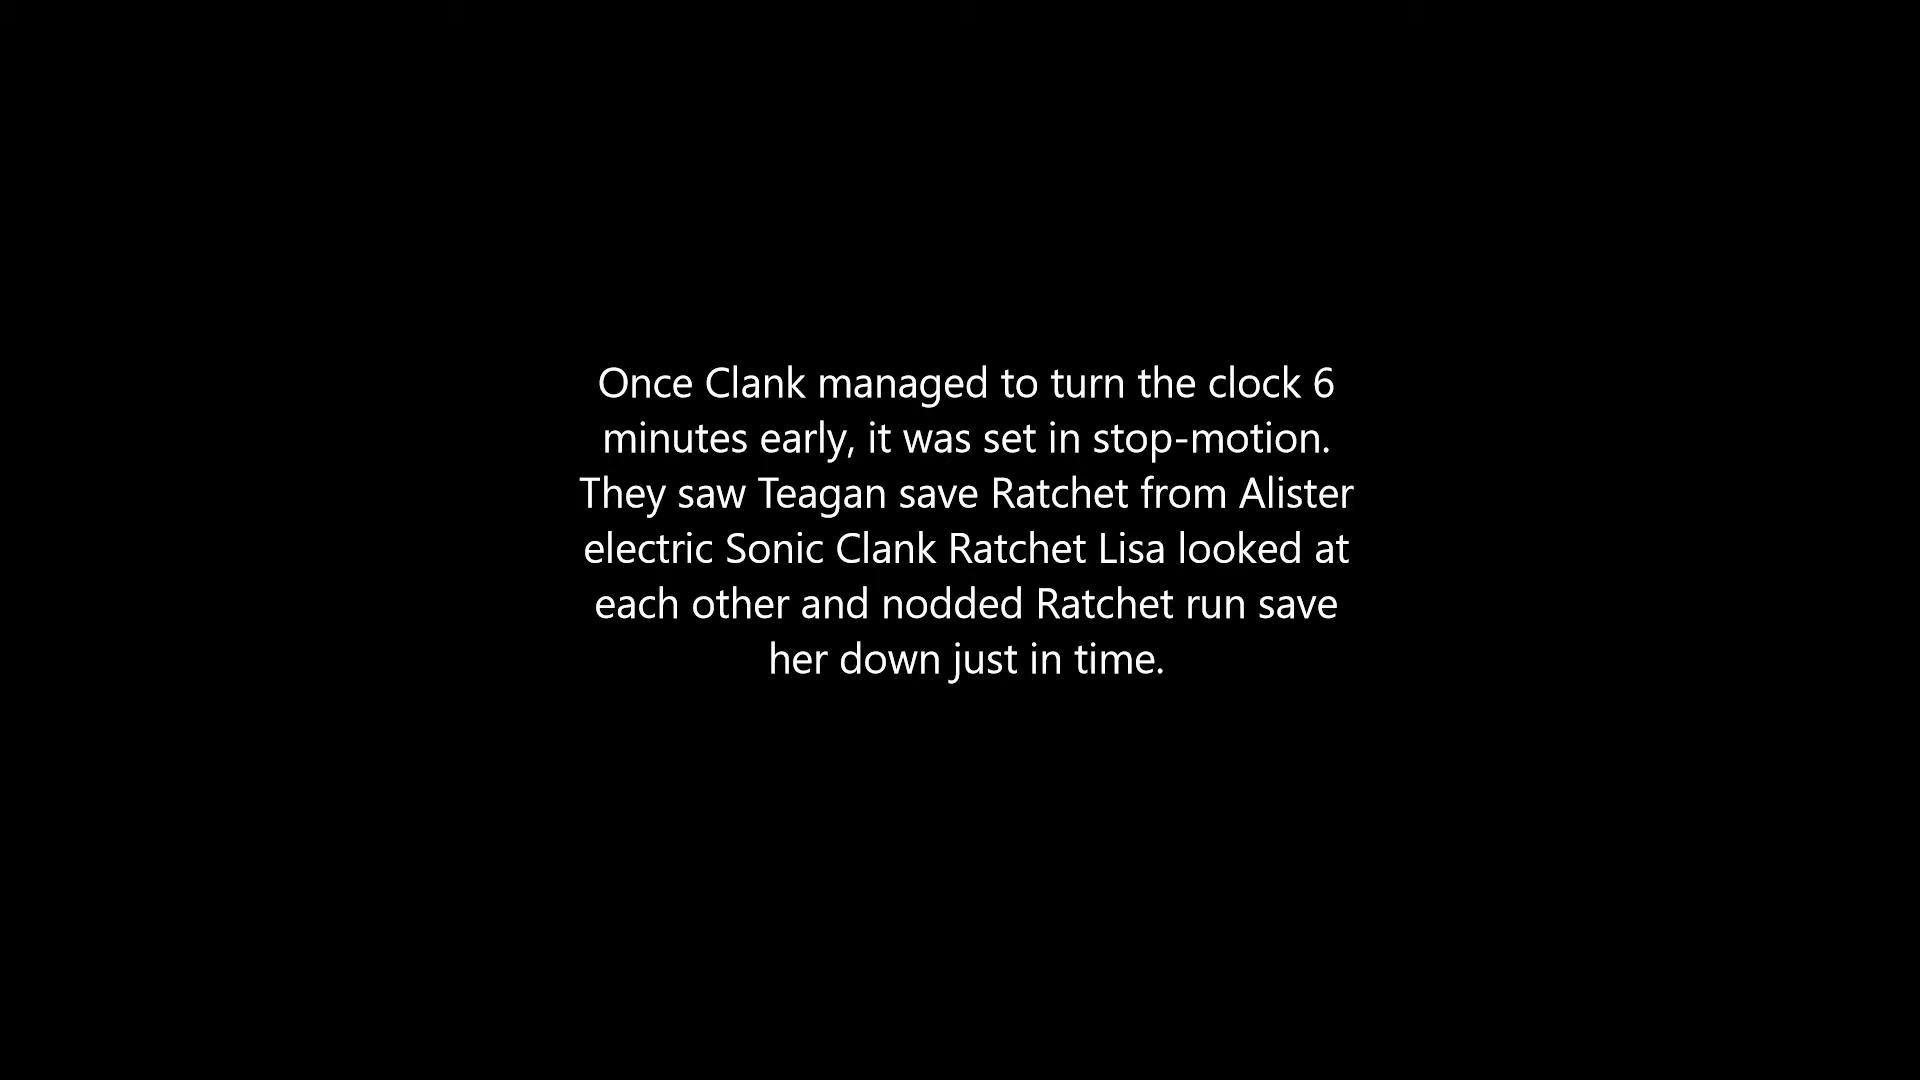 Once Clank managed to turn the clock 6
minutes early, it was set in stop-motion.
They saw Teagan save Ratchet from Alister
electric Sonic Clank Ratchet Lisa looked at
each other and nodded Ratchet run save
her down just in time.